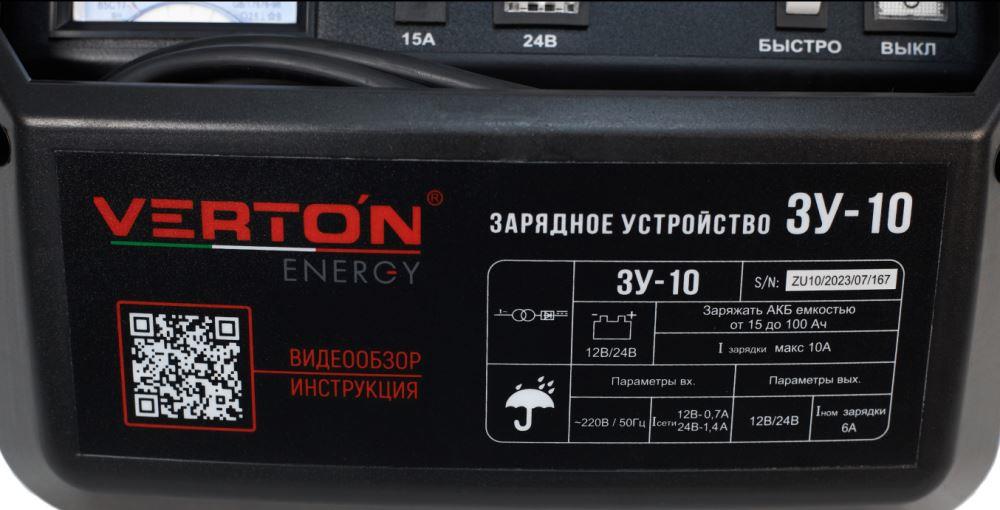 15А
24В
БЫСТРО
ВЫКЛ
VERTO'N®
ENERGY
ЗАРЯДНОЕ УСТРОЙСТВО ЗУ-10
ЗУ-10
S/N: ZU10/2023/07/167
12В/24В
Заряжать АКБ емкостью
от 15 до 100 Ач
I зарядки макс 10А
ВИДЕООБЗОР
ИНСТРУКЦИЯ
Параметры вх.
Параметры вых.
~220В / 50Гц
Iсети 12В-0,7А
24В-1,4А
12В/24В
Iном зарядки
6А